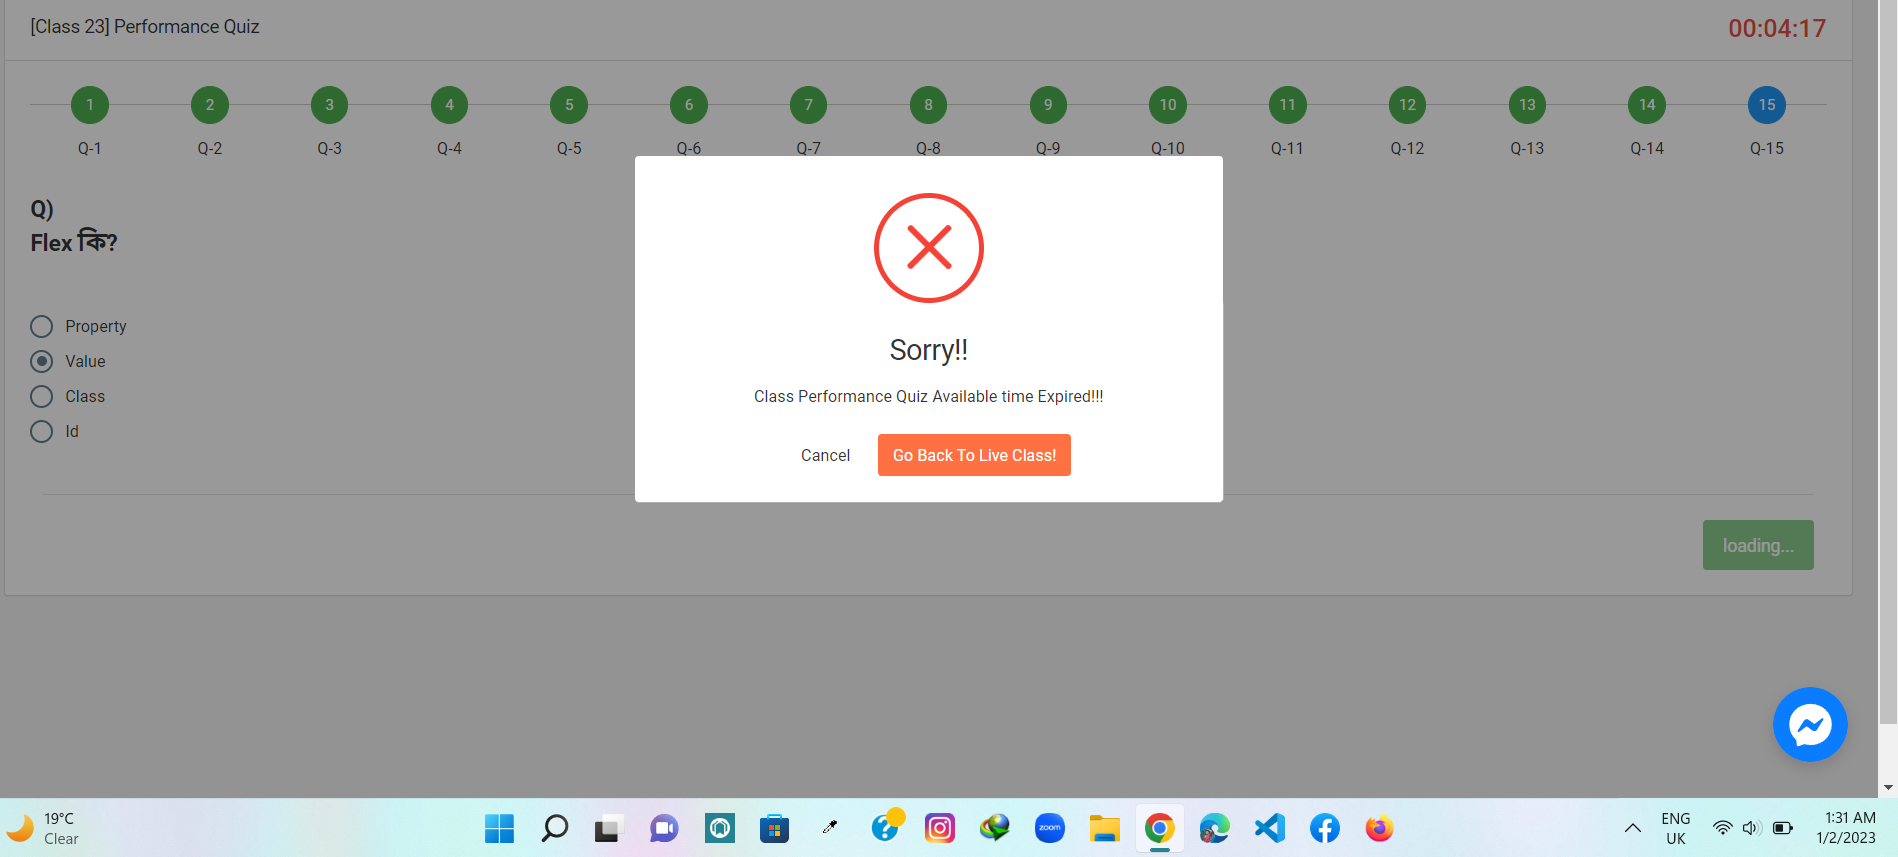 [Class 23] Performance Quiz
00:04:17
1 2 3 4 5 6 7 8 9 10 11 12 13 14 15
Q-1 Q-2 Q-3 Q-4 Q-5 Q-6 Q-7 Q-8 Q-9 Q-10 Q-11 Q-12 Q-13 Q-14 Q-15
Q)
Flex কি?
Property
Value
Class
Id
Sorry!!
Class Performance Quiz Available time Expired!!!
Cancel
Go Back To Live Class!
loading...
19°C
Clear
zoom
ENG
UK
1:31 AM
1/2/2023